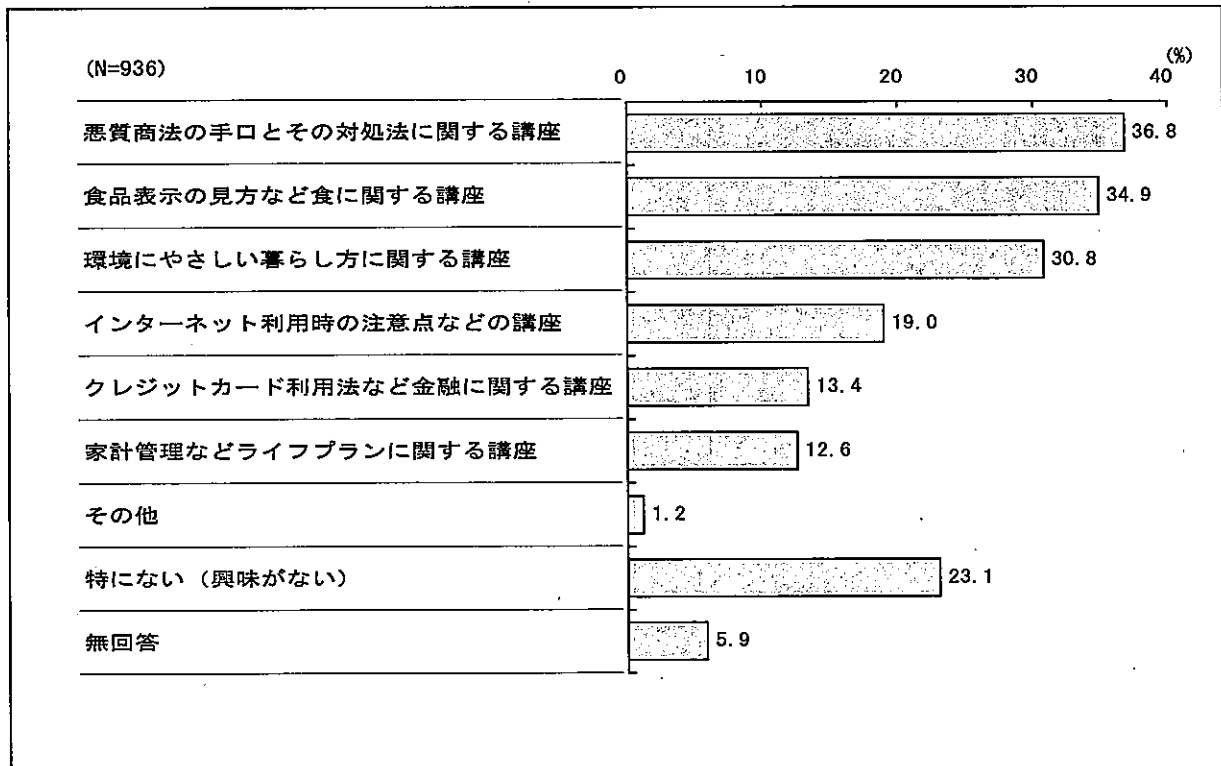 (N=936)
(%)
0 10 20 30 40
悪質商法の手口とその対処法に関する講座 36.8
食品表示の見方など食に関する講座 34.9
環境にやさしい暮らし方に関する講座 30.8
インターネット利用時の注意点などの講座 19.0
クレジットカード利用法など金融に関する講座 13.4
家計管理などライフプランに関する講座 12.6
その他 1.2
特にない（興味がない） 23.1
無回答 5.9